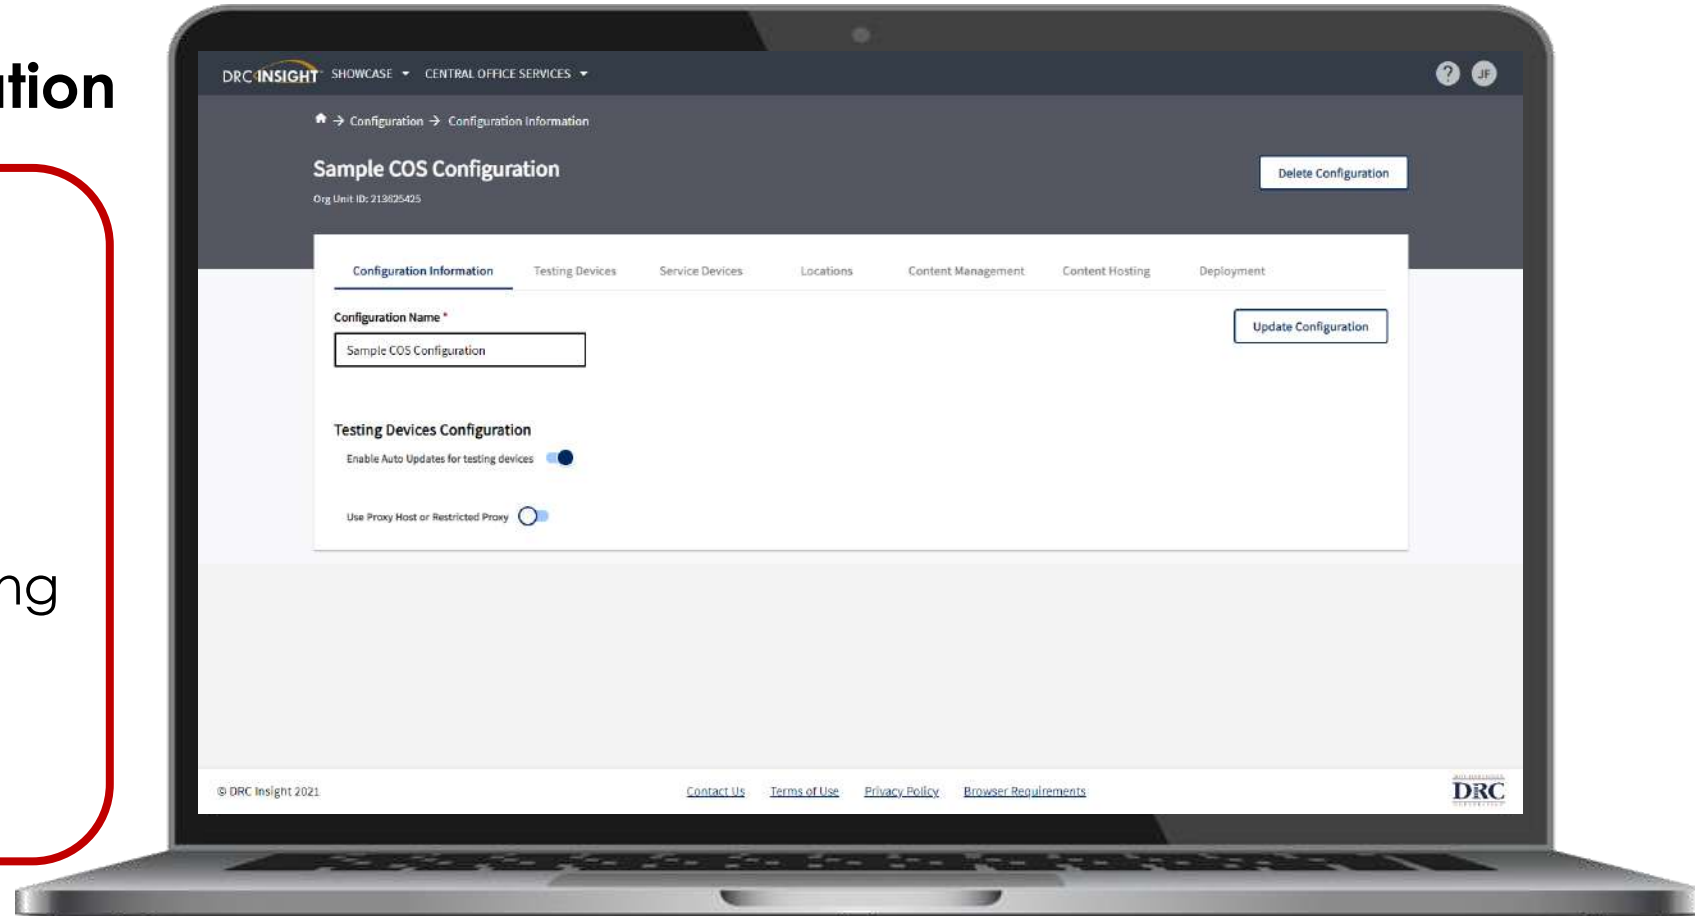 ation
ng
DRC INSIGHT SHOWCASE CENTRAL OFFICE SERVICES ? JF
→ Configuration → Configuration Information
Sample COS Configuration
Delete Configuration
Org Unit ID: 213625425
Configuration Information Testing Devices Service Devices Locations Content Management Content Hosting Deployment
Configuration Name *
Update Configuration
Sample COS Configuration
Testing Devices Configuration
Enable Auto Updates for testing devices
Use Proxy Host or Restricted Proxy
© DRC Insight 2021 Contact Us Terms of Use Privacy Policy Browser Requirements DRC